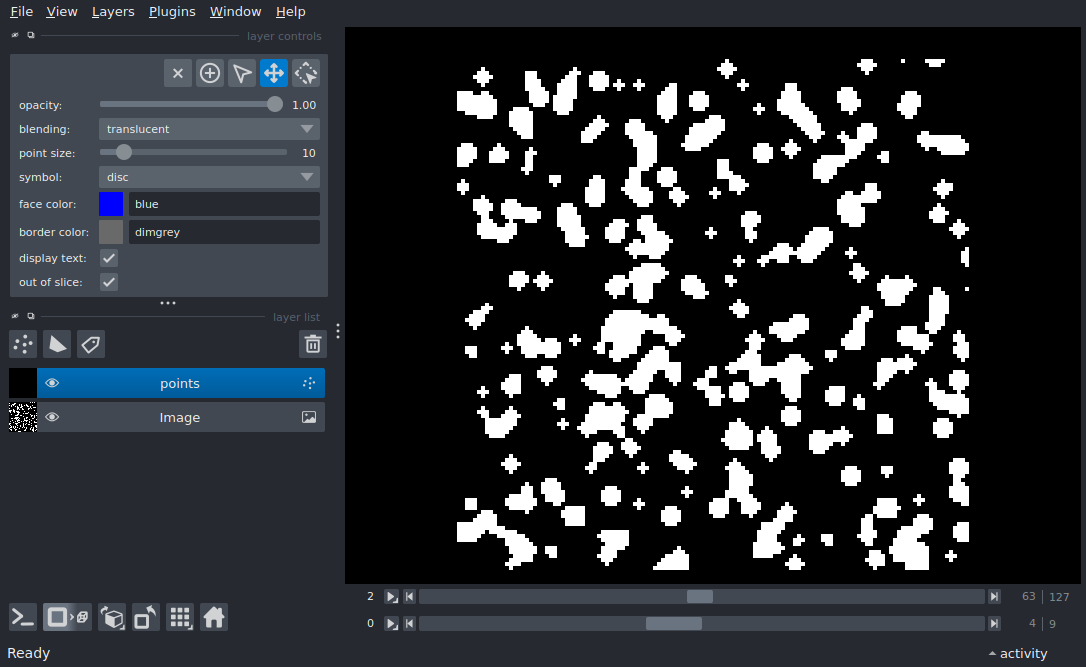 File View Layers Plugins Window Help
layer controls
opacity: 1.00
blending: translucent
point size: 10
symbol: disc
face color: blue
border color: dimgrey
display text:
out of slice:
layer list
points
Image
2 63 127
0 4 9
Ready activity